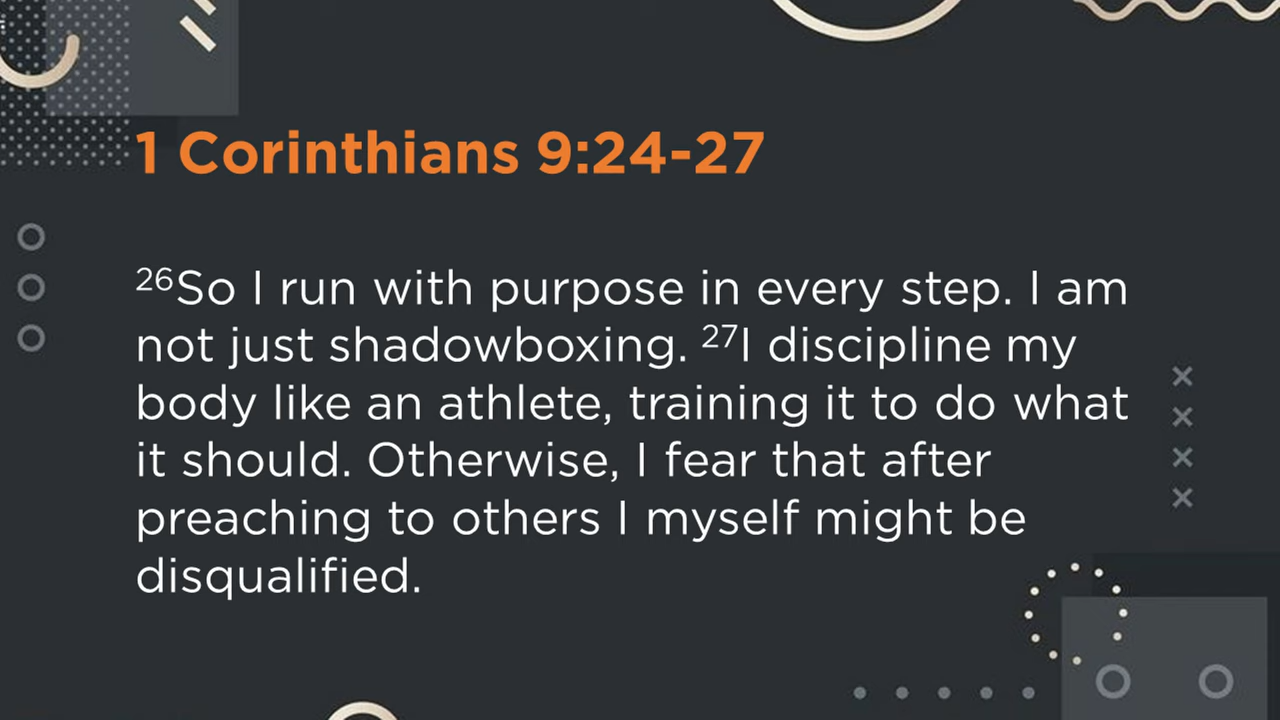 1 Corinthians 9:24-27
26So I run with purpose in every step. I am
not just shadowboxing. 27I discipline my
body like an athlete, training it to do what
it should. Otherwise, I fear that after
preaching to others I myself might be
disqualified.